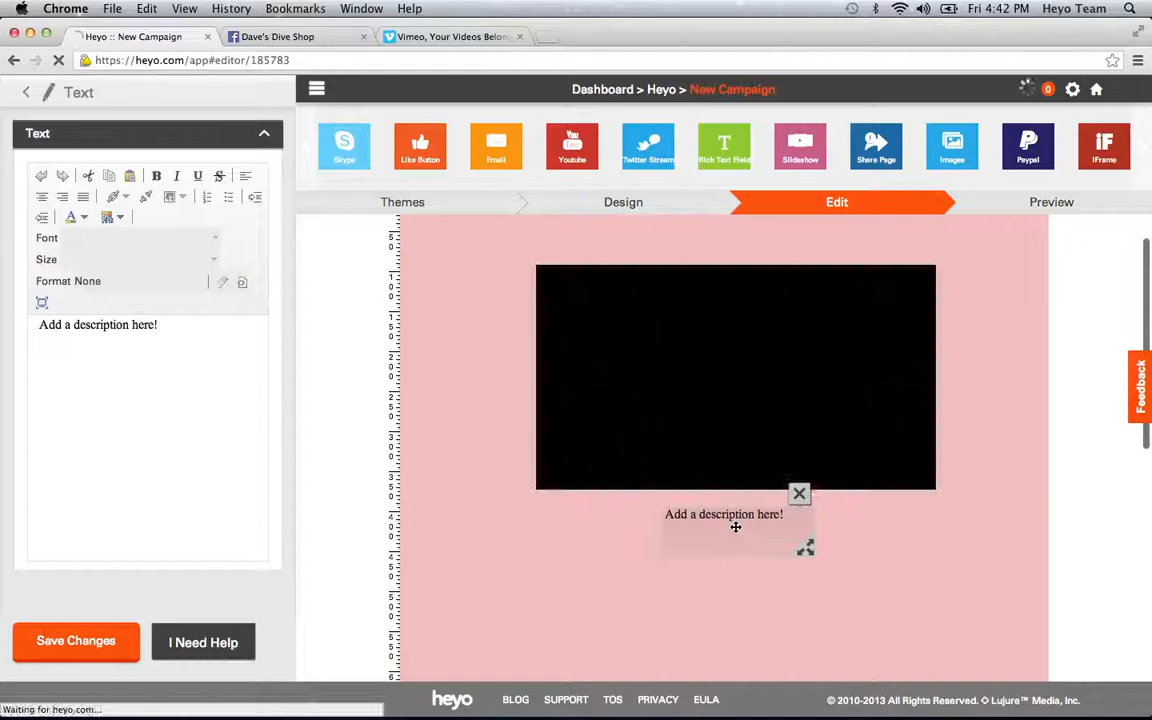 Chrome File Edit View History Bookmarks Window Help Fri 4:42 PM Heyo Team
Heyo :: New Campaign Dave's Dive Shop Vimeo, Your Videos Belon
https://heyo.com/app#editor/185783
Text
Dashboard > Heyo > New Campaign 0
Text
Skype Like Button Email You Tube Youtube Twitter Stream T Rich Text Field Slideshow Share Page Images Paypal iF IFrame
B I U S
Themes Design Edit Preview
A
Font
Size
Format None
Add a description here!
Add a description here!
Feedback
Save Changes I Need Help
heyo BLOG SUPPORT TOS PRIVACY EULA © 2010-2013 All Rights Reserved. ◇ Lujure™ Media, Inc.
Waiting for heyo.com...